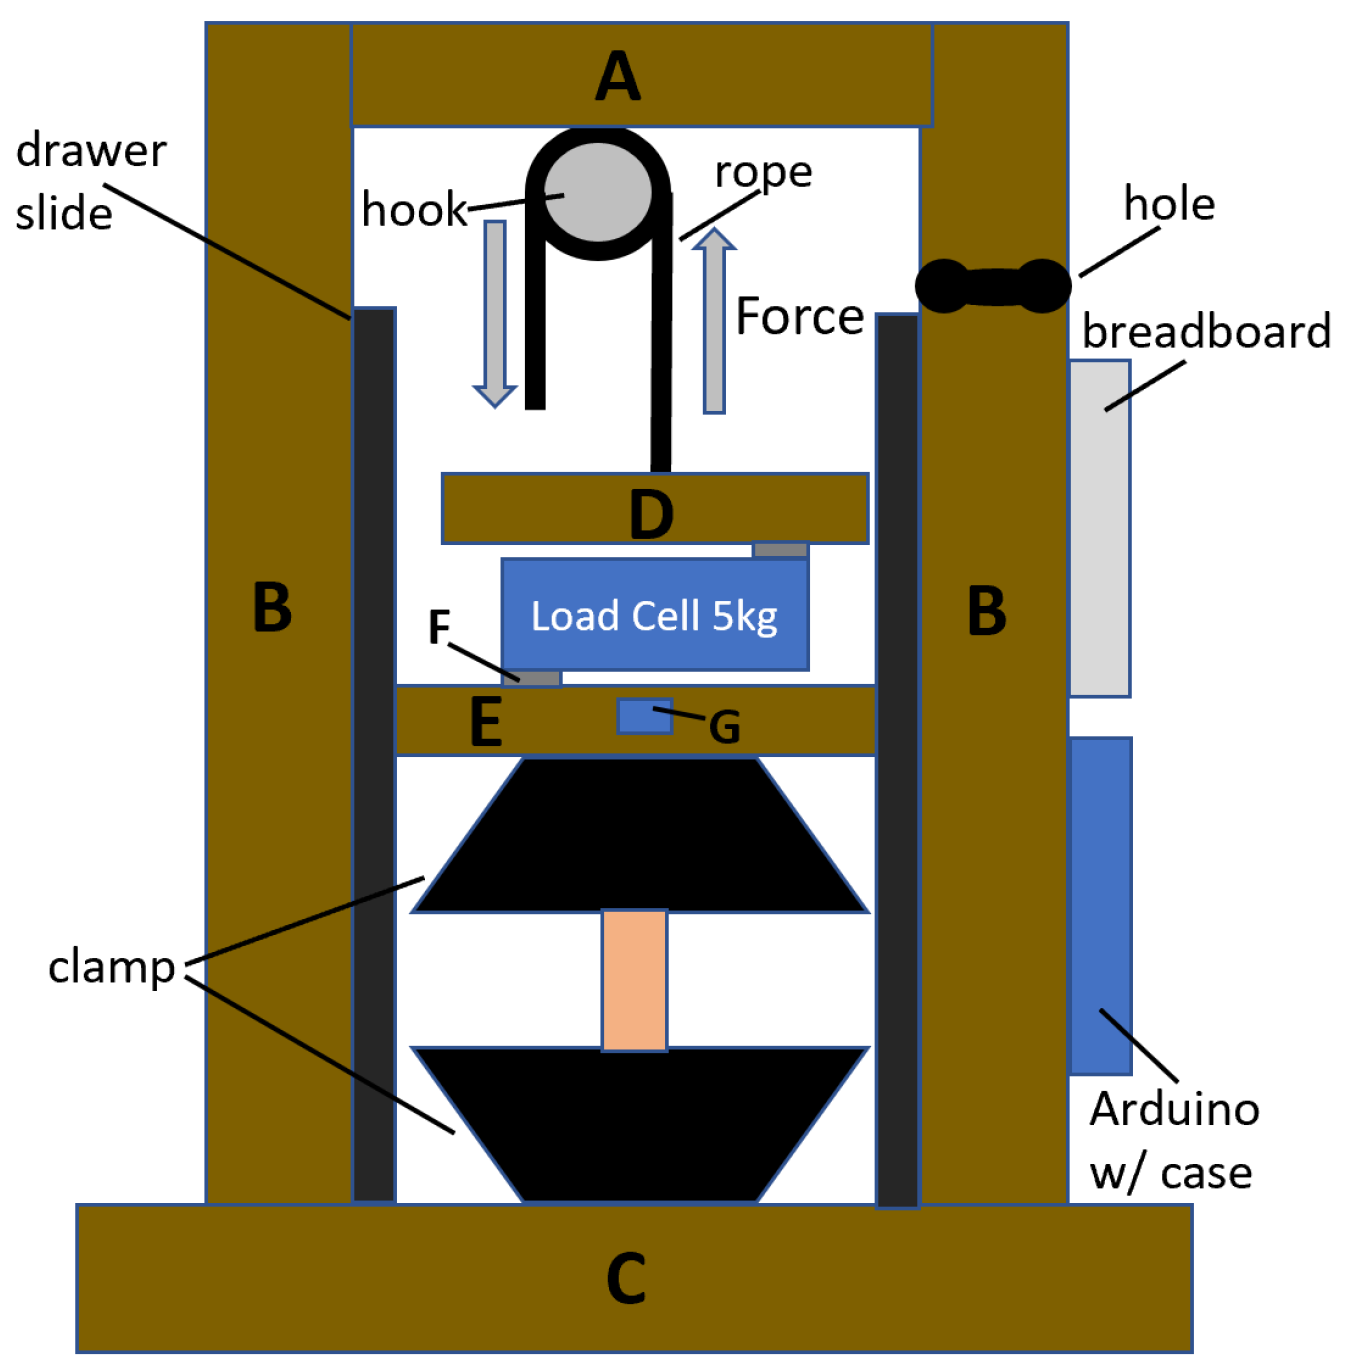 A
drawer
slide
hook
rope
hole
Force
breadboard
D
B
F
Load Cell 5kg
B
E
G
clamp
Arduino
w/ case
C